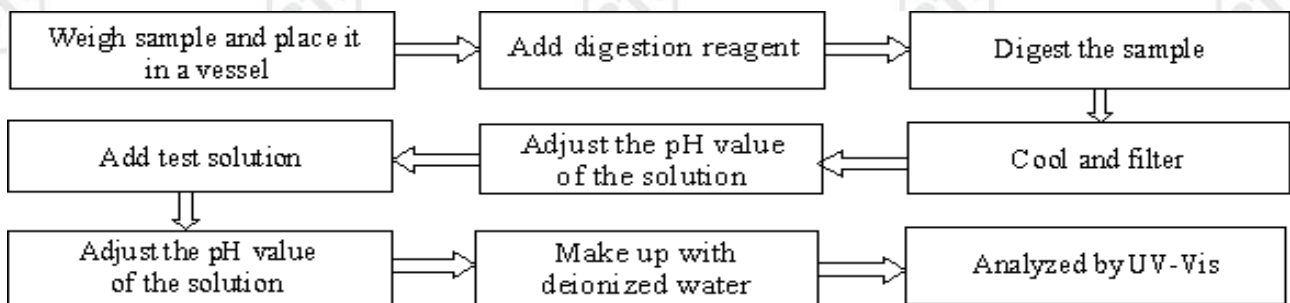 Weigh sample and place it
in a vessel
Add digestion reagent
Digest the sample
Cool and filter
Adjust the pH value
of the solution
Add test solution
Adjust the pH value
of the solution
Make up with
deionized water
Analyzed by UV-Vis